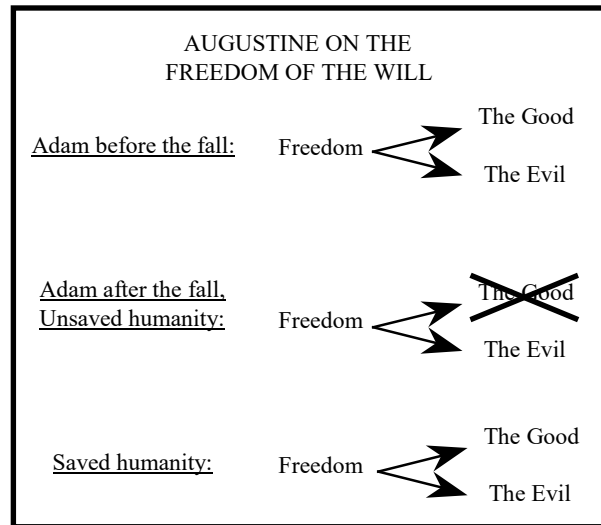 AUGUSTINE ON THE
FREEDOM OF THE WILL
The Good
Adam before the fall: Freedom
The Evil
Adam after the fall, The Good
Unsaved humanity: Freedom
The Evil
The Good
Saved humanity: Freedom
The Evil